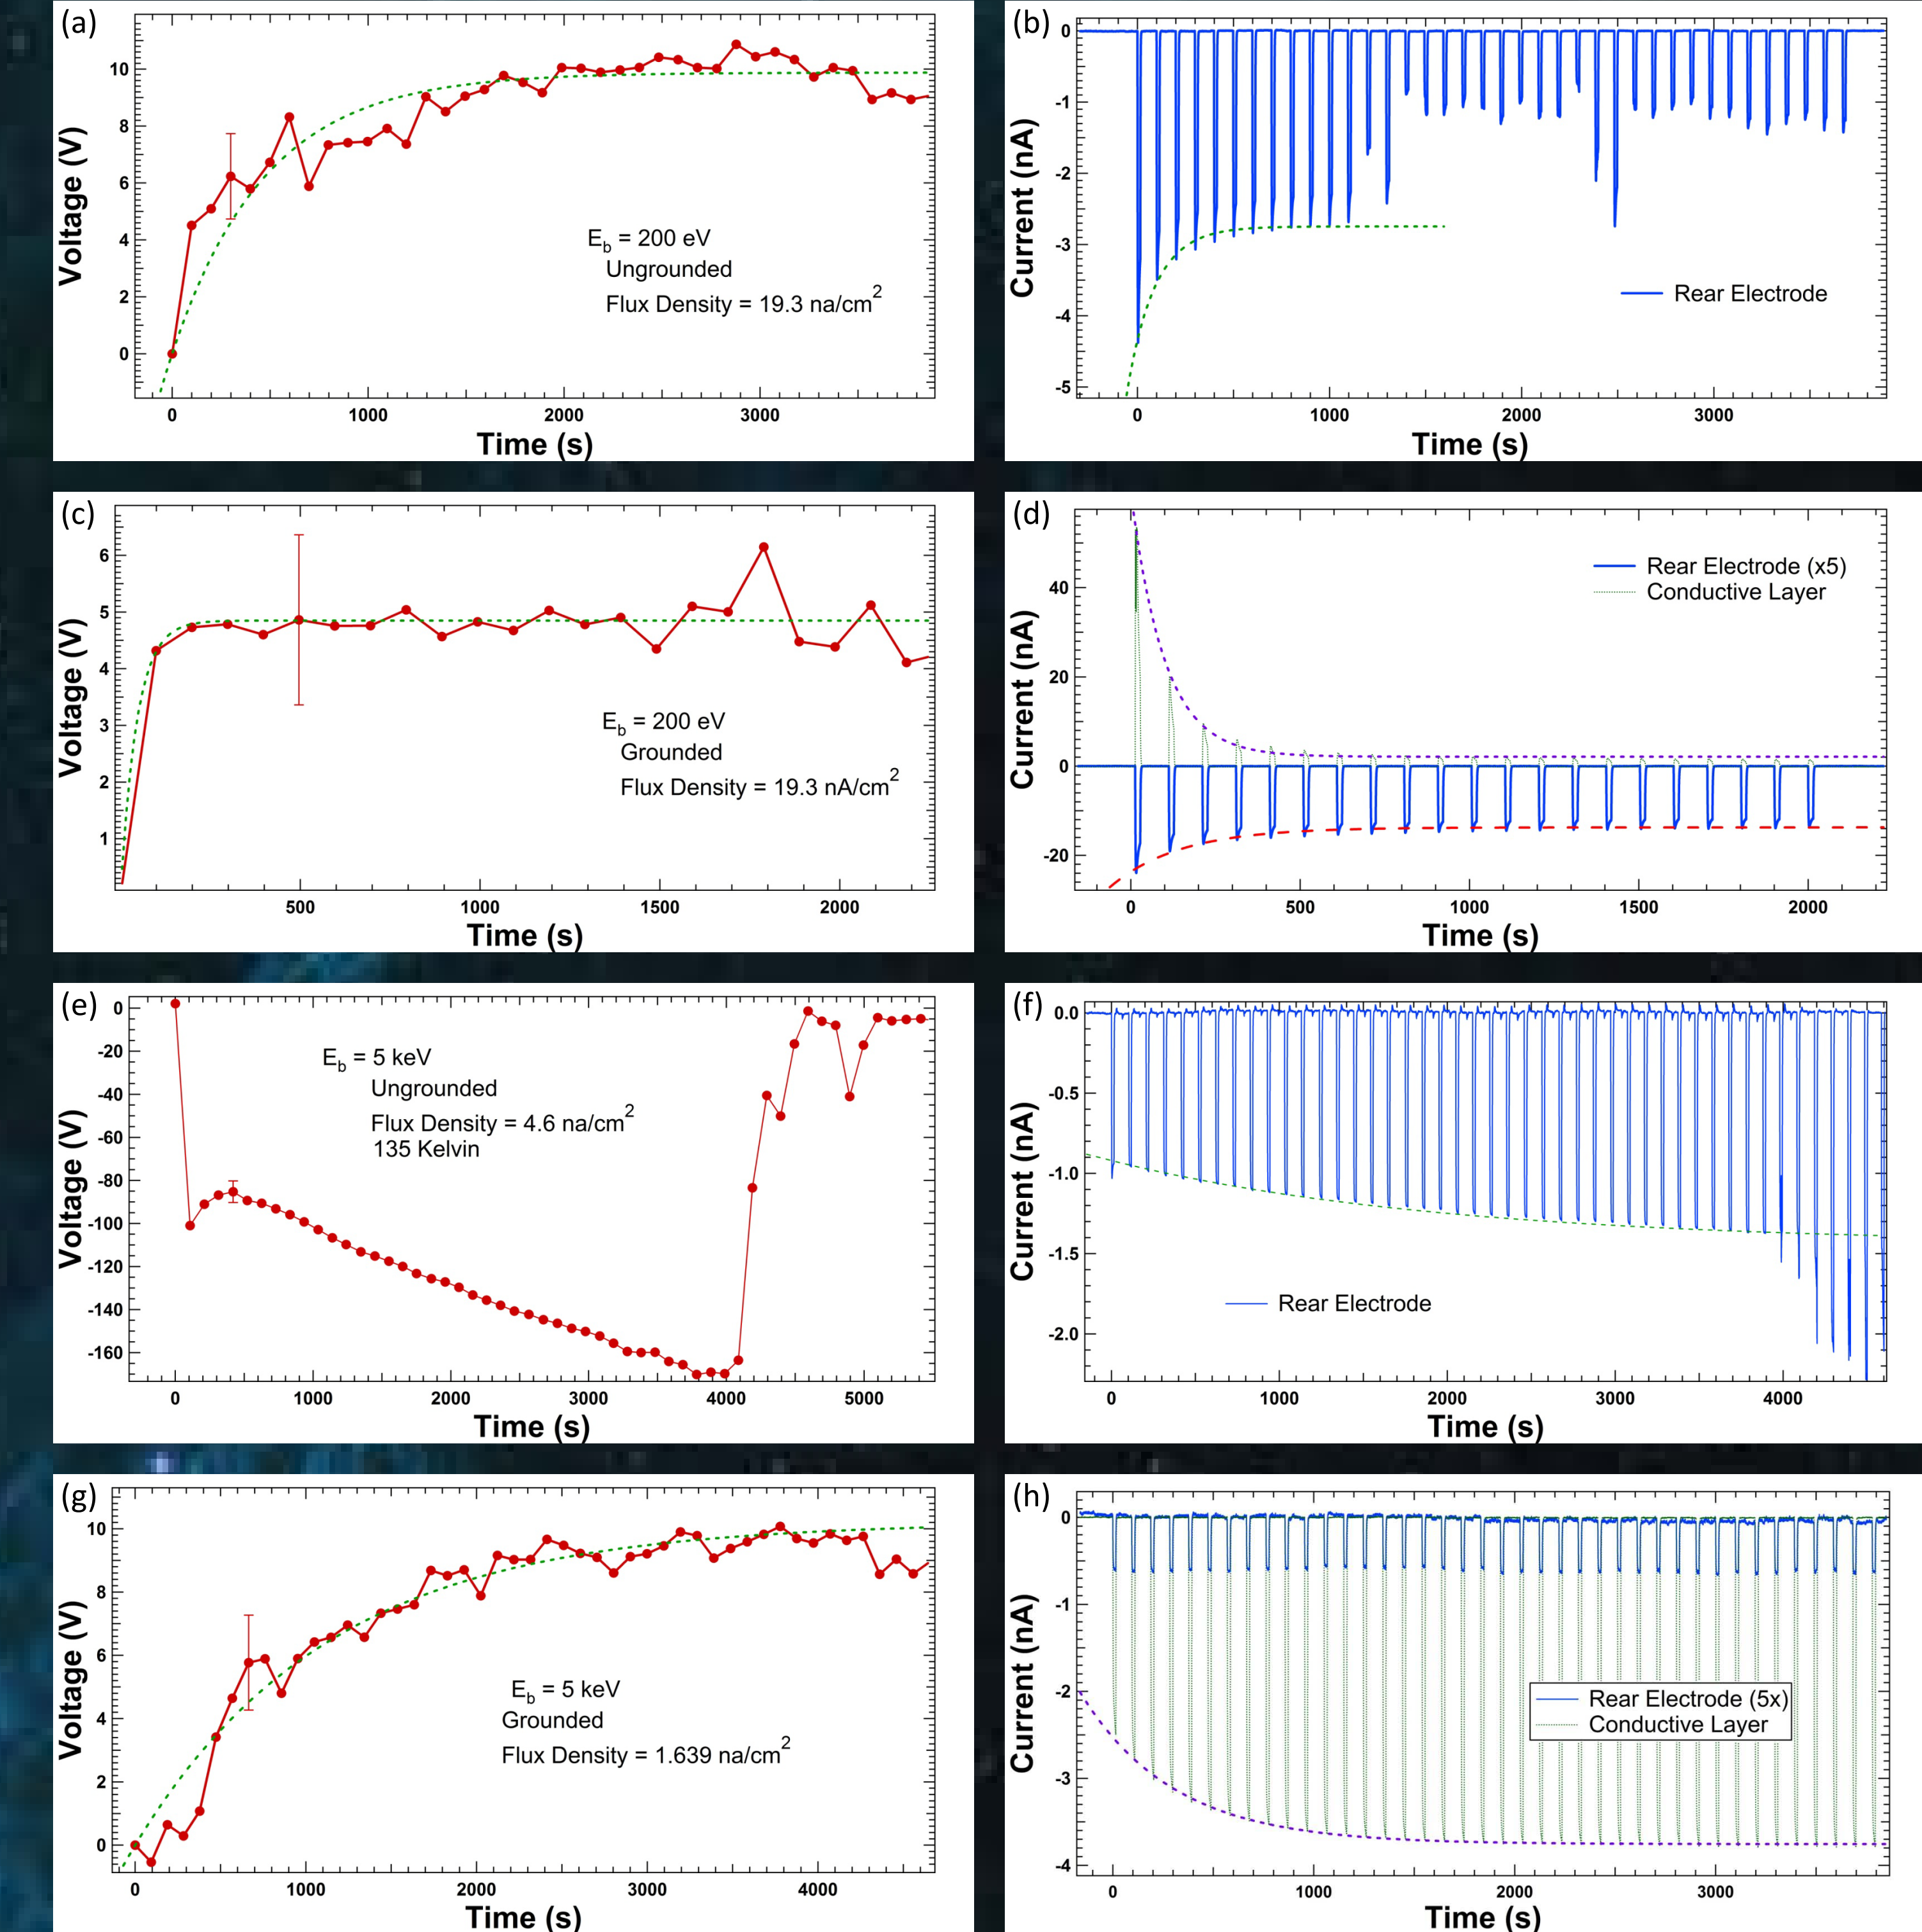 (a)
10
8
6
4
2
0
Voltage (V)
E_b = 200 eV
Ungrounded
Flux Density = 19.3 na/cm²
0 1000 2000 3000
Time (s)
(b)
0
-1
-2
-3
-4
-5
Current (nA)
Rear Electrode
0 1000 2000 3000
Time (s)
(c)
6
5
4
3
2
1
Voltage (V)
E_b = 200 eV
Grounded
Flux Density = 19.3 nA/cm²
500 1000 1500 2000
Time (s)
(d)
40
20
0
-20
Current (nA)
Rear Electrode (x5)
Conductive Layer
0 500 1000 1500 2000
Time (s)
(e)
0
-20
-40
-60
-80
-100
-120
-140
-160
Voltage (V)
E_b = 5 keV
Ungrounded
Flux Density = 4.6 na/cm²
135 Kelvin
0 1000 2000 3000 4000 5000
Time (s)
(f)
0.0
-0.5
-1.0
-1.5
-2.0
Current (nA)
Rear Electrode
0 1000 2000 3000 4000
Time (s)
(g)
10
8
6
4
2
0
Voltage (V)
E_b = 5 keV
Grounded
Flux Density = 1.639 na/cm²
0 1000 2000 3000 4000
Time (s)
(h)
0
-1
-2
-3
-4
Current (nA)
Rear Electrode (5x)
Conductive Layer
0 1000 2000 3000
Time (s)